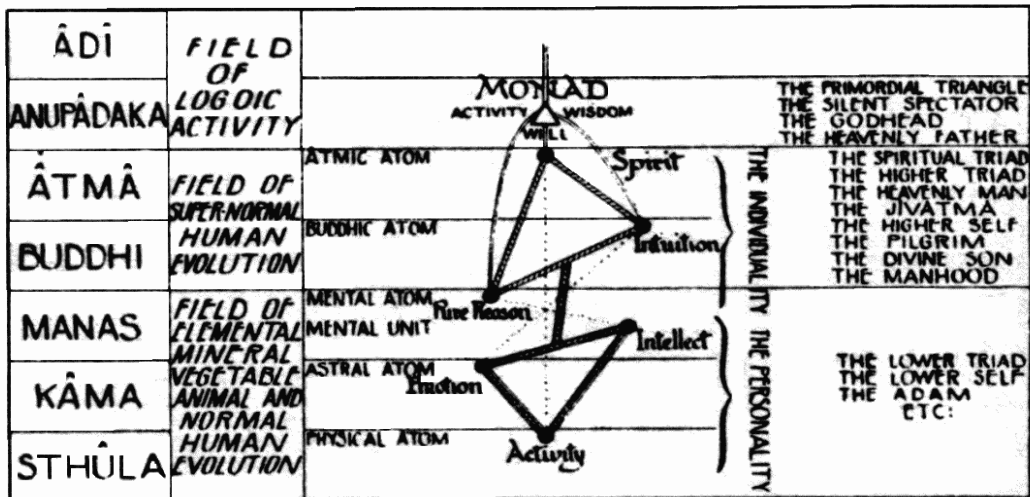 ÂDÎ
ANUPÂDAKA
ÂTMÂ
BUDDHI
MANAS
KÂMA
STHÛLA
FIELD
OF
LOGOIC
ACTIVITY
FIELD OF
SUPER-NORMAL
HUMAN
EVOLUTION
FIELD OF
ELEMENTAL
MINERAL
VEGETABLE
ANIMAL AND
NORMAL
HUMAN
EVOLUTION
MONAD
ACTIVITY WISDOM
WILL
ÂTMIC ATOM
Spirit
BUDDHIC ATOM
Intuition
MENTAL ATOM
Pure Reason
MENTAL UNIT
Intellect
ASTRAL ATOM
Emotion
PHYSICAL ATOM
Activity
THE INDIVIDUALITY
THE PERSONALITY
THE PRIMORDIAL TRIANGLE
THE SILENT SPECTATOR
THE GODHEAD
THE HEAVENLY FATHER
THE SPIRITUAL TRIAD
THE HIGHER TRIAD
THE HEAVENLY MAN
THE JIVATMA
THE HIGHER SELF
THE PILGRIM
THE DIVINE SON
THE MANHOOD
THE LOWER TRIAD
THE LOWER SELF
THE ADAM
ETC: